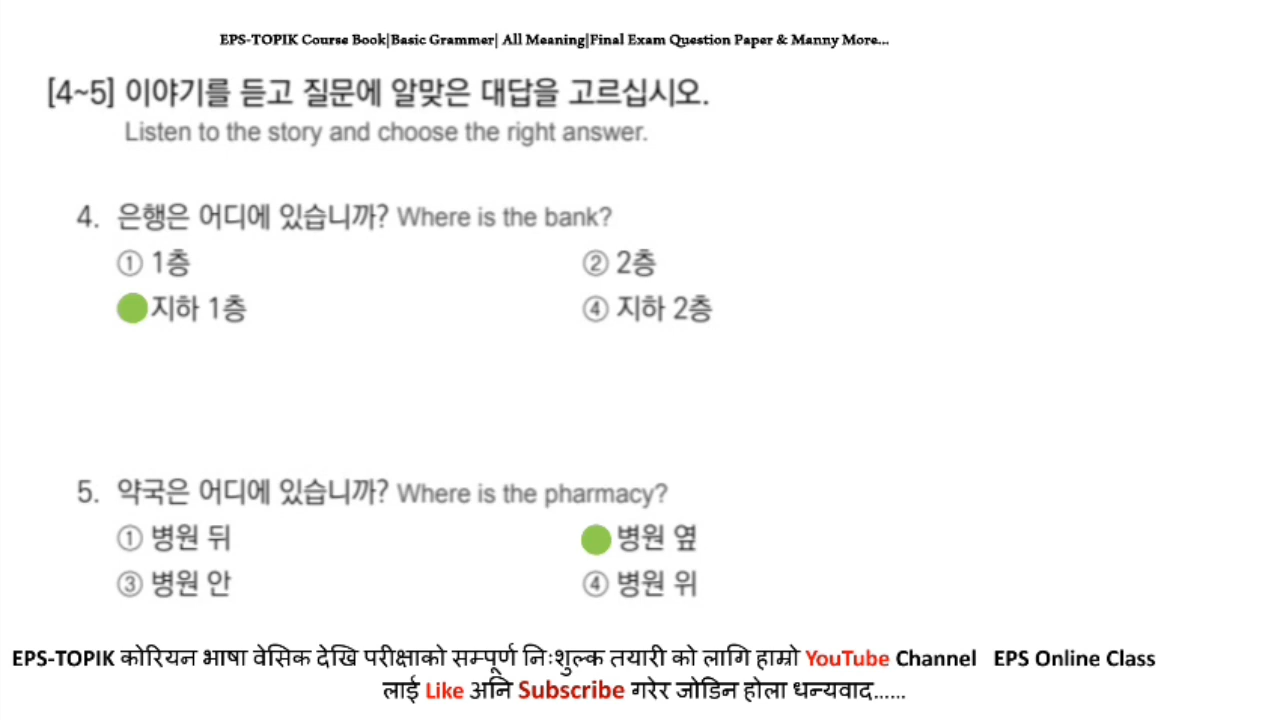 EPS-TOPIK Course Book|Basic Grammer| All Meaning|Final Exam Question Paper & Manny More...
[4~5] 이야기를 듣고 질문에 알맞은 대답을 고르십시오.
Listen to the story and choose the right answer.
4. 은행은 어디에 있습니까? Where is the bank?
① 1층 ② 2층
지하 1층 ④ 지하 2층
5. 약국은 어디에 있습니까? Where is the pharmacy?
① 병원 뒤 병원 옆
③ 병원 안 ④ 병원 위
EPS-TOPIK कोरियन भाषा वेसिक देखि परीक्षाको सम्पूर्ण निःशुल्क तयारी को लागि हाम्रो YouTube Channel EPS Online Class
लाई Like अनि Subscribe गरेर जोडिन होला धन्यवाद......